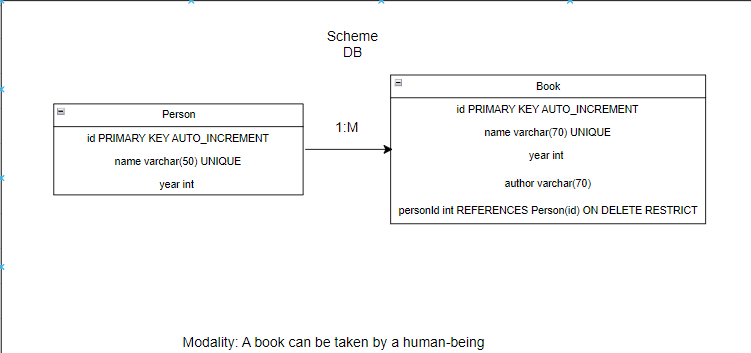 Scheme
DB
Person
id PRIMARY KEY AUTO_INCREMENT
name varchar(50) UNIQUE
year int
1:M
Book
id PRIMARY KEY AUTO_INCREMENT
name varchar(70) UNIQUE
year int
author varchar(70)
personId int REFERENCES Person(id) ON DELETE RESTRICT
Modality: A book can be taken by a human-being